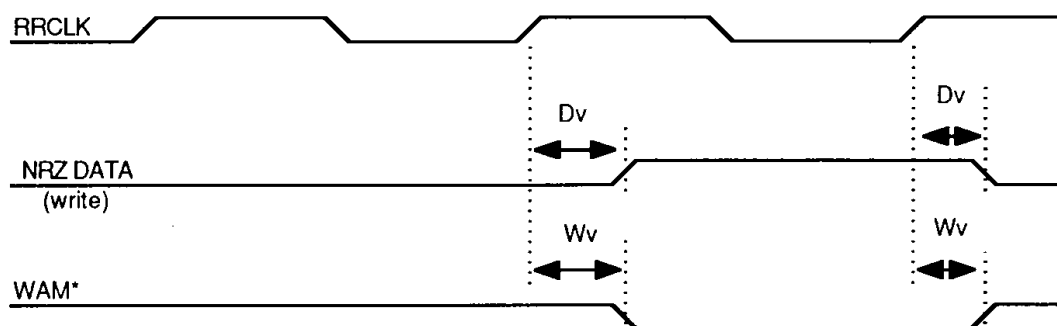 RRCLK
Dv
Dv
NRZ DATA
(write)
Wv
Wv
WAM*